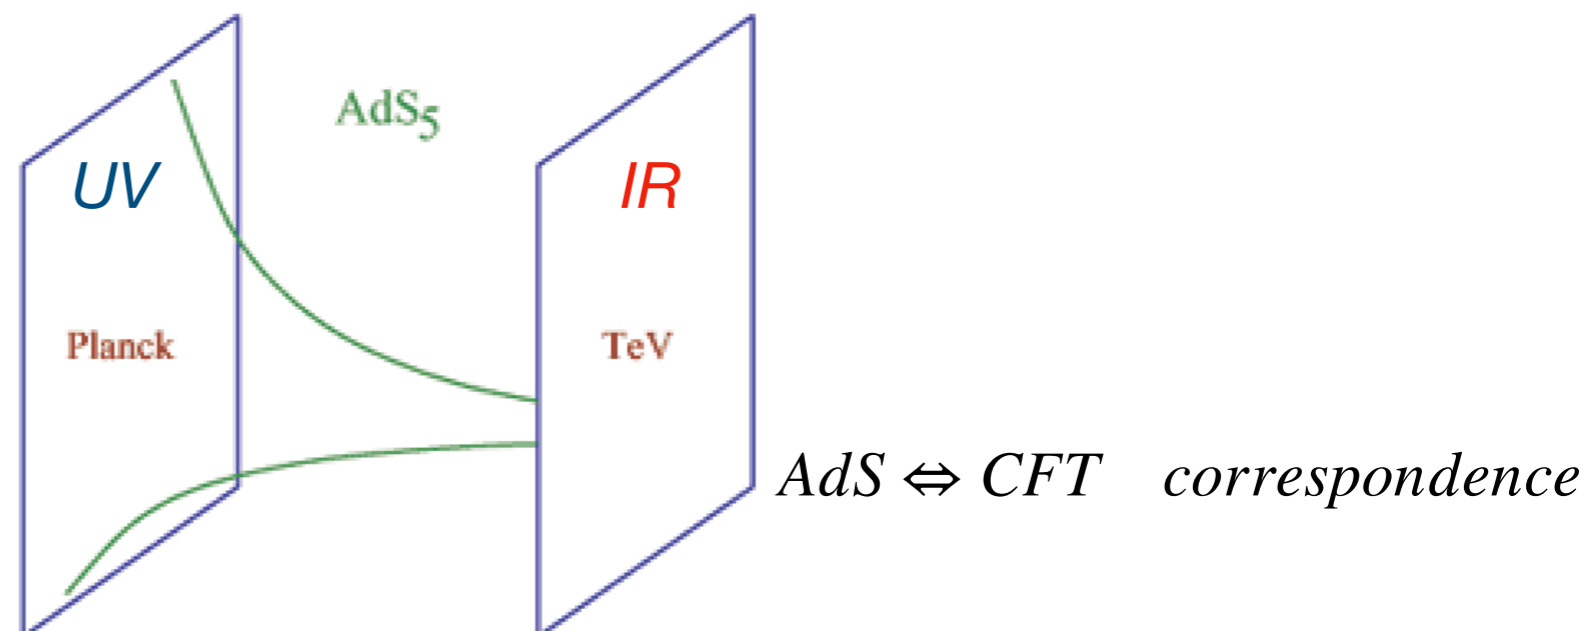 AdS5
UV
IR
Planck
TeV
AdS ⇔ CFT correspondence